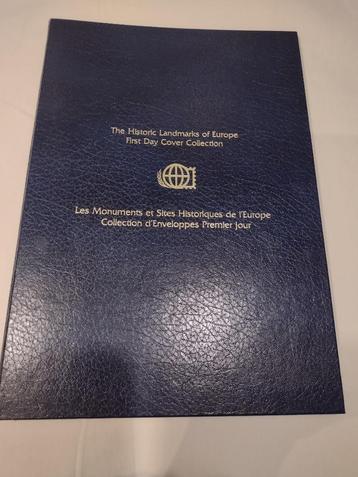 The Historic Landmarks of Europe
First Day Cover Collection
Les Monuments et Sites Historiques de l'Europe
Collection d'Enveloppes Premier Jour